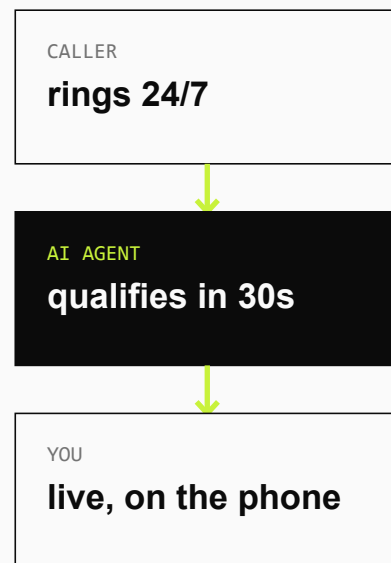 CALLER
rings 24/7
AI AGENT
qualifies in 30s
YOU
live, on the phone